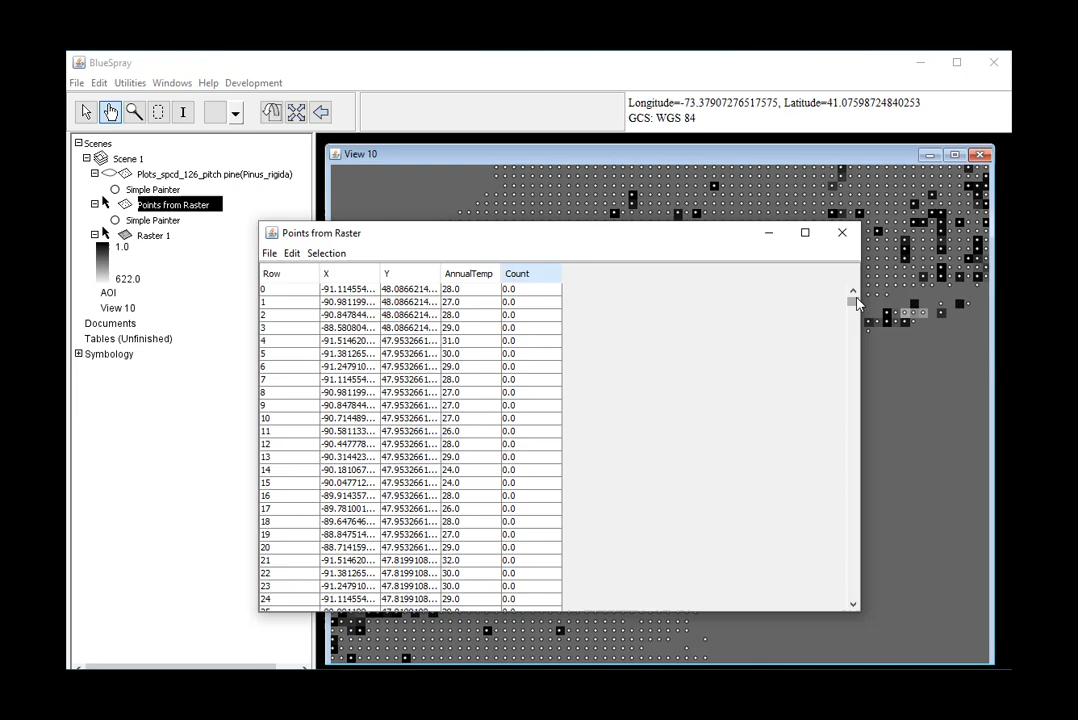 BlueSpray
File Edit Utilities Windows Help Development
I
Longitude=-73.37907276517575, Latitude=41.07598724840253
GCS: WGS 84
Scenes
Scene 1
Plots_spcd_126_pitch pine(Pinus_rigida)
Simple Painter
Points from Raster
Simple Painter
Raster 1
1.0
622.0
AOI
View 10
Documents
Tables (Unfinished)
Symbology
View 10
Points from Raster
File Edit Selection
Row X Y AnnualTemp Count
0 -91.114554... 48.0866214... 28.0 0.0
1 -90.981199... 48.0866214... 27.0 0.0
2 -90.847844... 48.0866214... 28.0 0.0
3 -88.580804... 48.0866214... 29.0 0.0
4 -91.514620... 47.9532661... 31.0 0.0
5 -91.381265... 47.9532661... 30.0 0.0
6 -91.247910... 47.9532661... 29.0 0.0
7 -91.114554... 47.9532661... 28.0 0.0
8 -90.981199... 47.9532661... 27.0 0.0
9 -90.847844... 47.9532661... 27.0 0.0
10 -90.714489... 47.9532661... 27.0 0.0
11 -90.581133... 47.9532661... 26.0 0.0
12 -90.447778... 47.9532661... 28.0 0.0
13 -90.314423... 47.9532661... 29.0 0.0
14 -90.181067... 47.9532661... 24.0 0.0
15 -90.047712... 47.9532661... 24.0 0.0
16 -89.914357... 47.9532661... 28.0 0.0
17 -89.781001... 47.9532661... 26.0 0.0
18 -89.647646... 47.9532661... 28.0 0.0
19 -88.847514... 47.9532661... 27.0 0.0
20 -88.714159... 47.9532661... 29.0 0.0
21 -91.514620... 47.8199108... 32.0 0.0
22 -91.381265... 47.8199108... 30.0 0.0
23 -91.247910... 47.8199108... 30.0 0.0
24 -91.114554... 47.8199108... 29.0 0.0